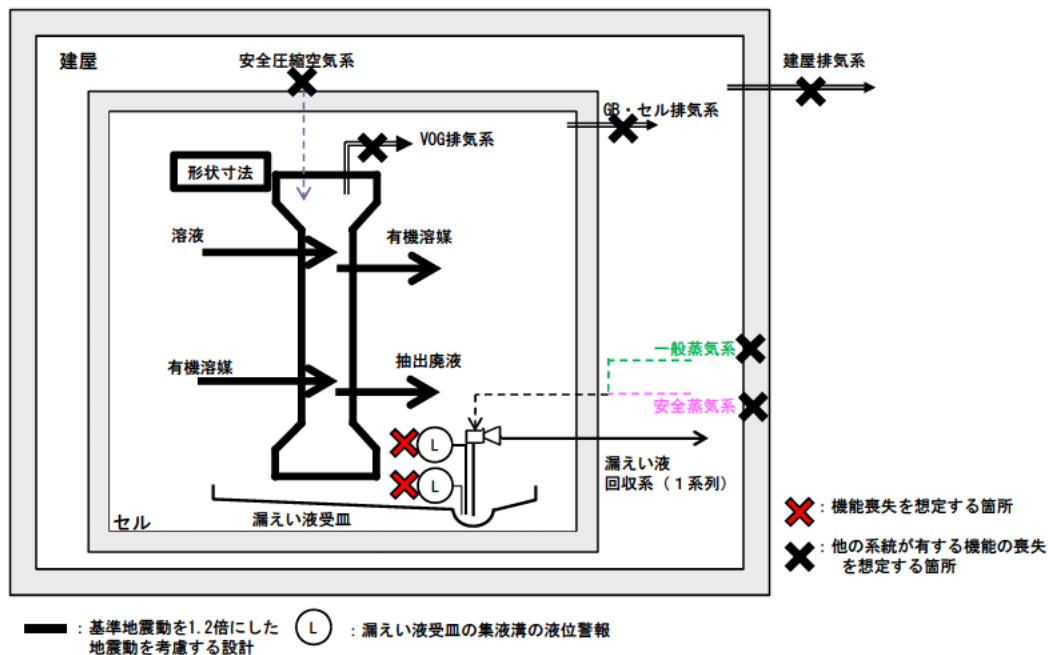 建屋
安全圧縮空気系
建屋排気系
GB・セル排気系
VOG排気系
形状寸法
溶液
有機溶媒
一般蒸気系
有機溶媒
抽出廃液
安全蒸気系
L
L
漏えい液
回収系（１系列）
漏えい液受皿
セル
：機能喪失を想定する箇所
：他の系統が有する機能の喪失
を想定する箇所
：基準地震動を1.2倍にした
地震動を考慮する設計
L
：漏えい液受皿の集液溝の液位警報